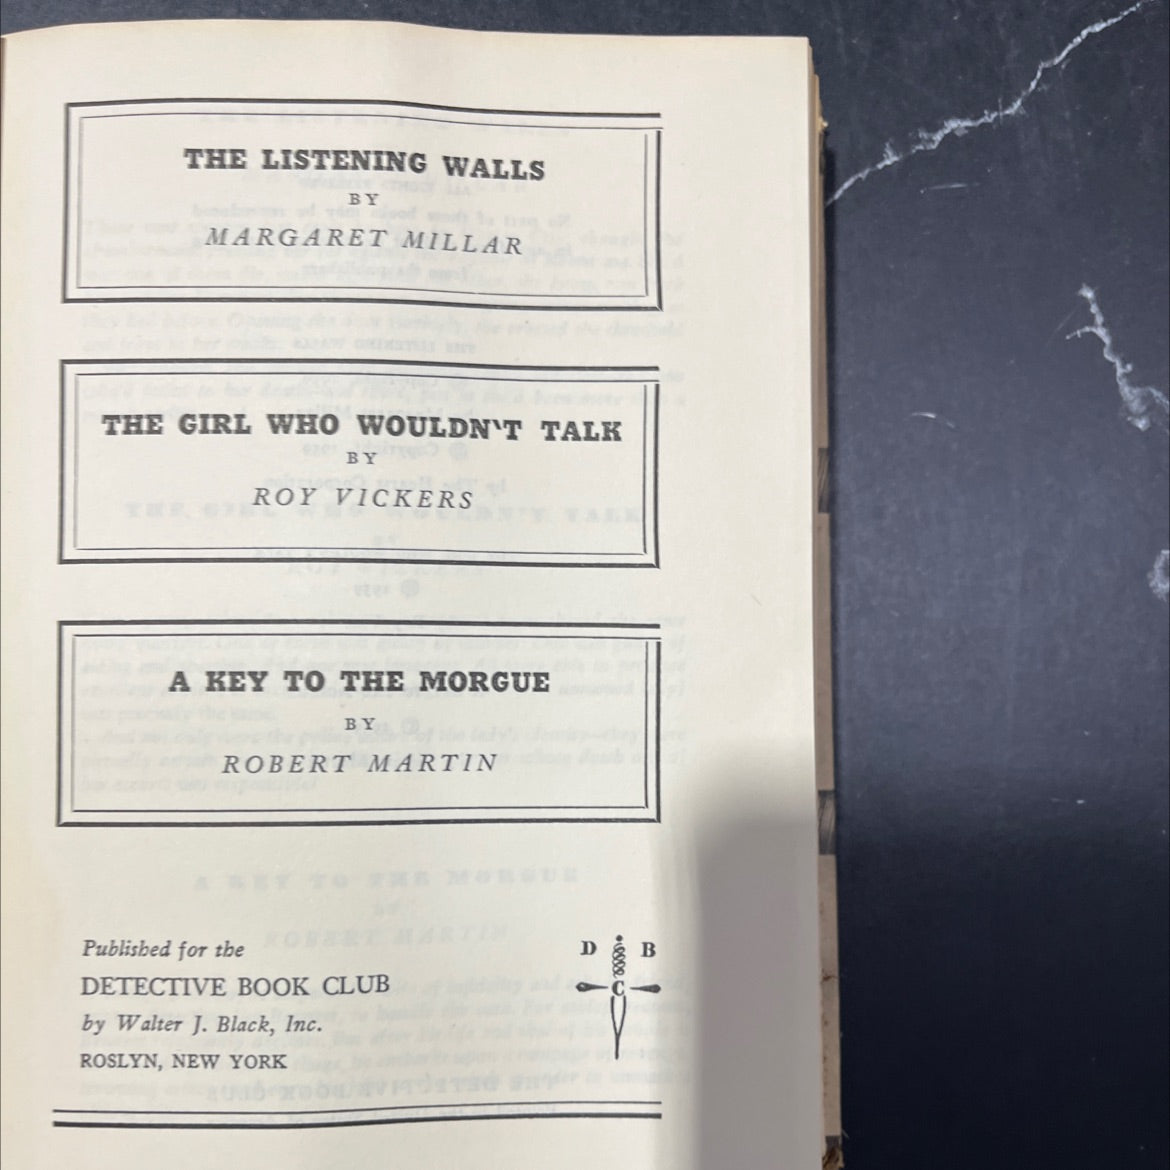 THE LISTENING WALLS
BY
MARGARET MILLAR
THE GIRL WHO WOULDN'T TALK
BY
ROY VICKERS
A KEY TO THE MORGUE
BY
ROBERT MARTIN
Published for the
DETECTIVE BOOK CLUB
by Walter J. Black, Inc.
ROSLYN, NEW YORK
D B
C